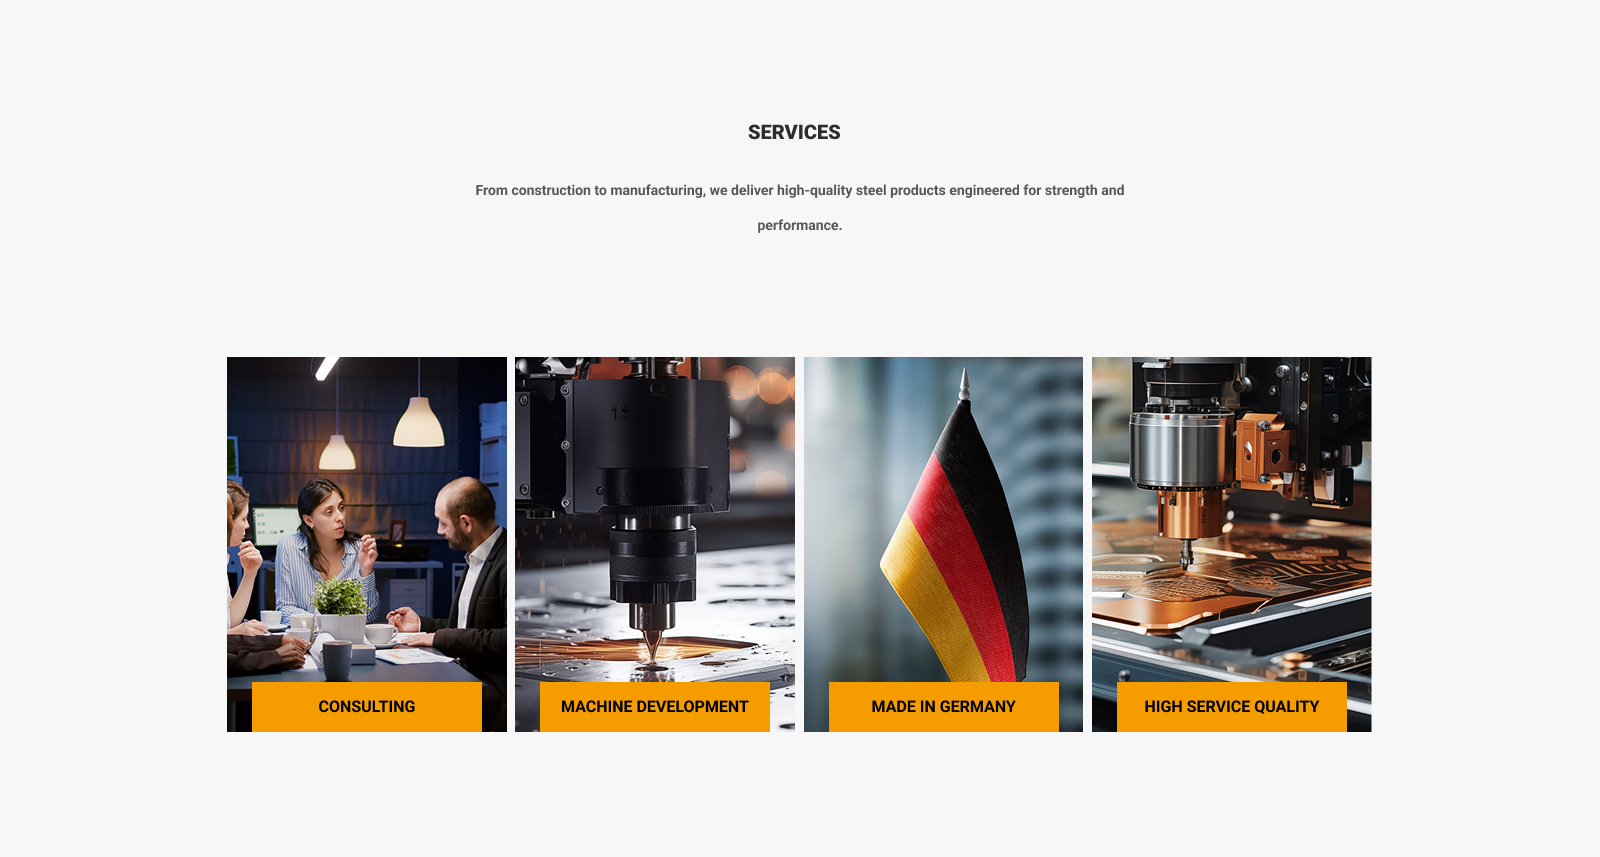 SERVICES
From construction to manufacturing, we deliver high-quality steel products engineered for strength and
performance.
CONSULTING
MACHINE DEVELOPMENT
MADE IN GERMANY
HIGH SERVICE QUALITY